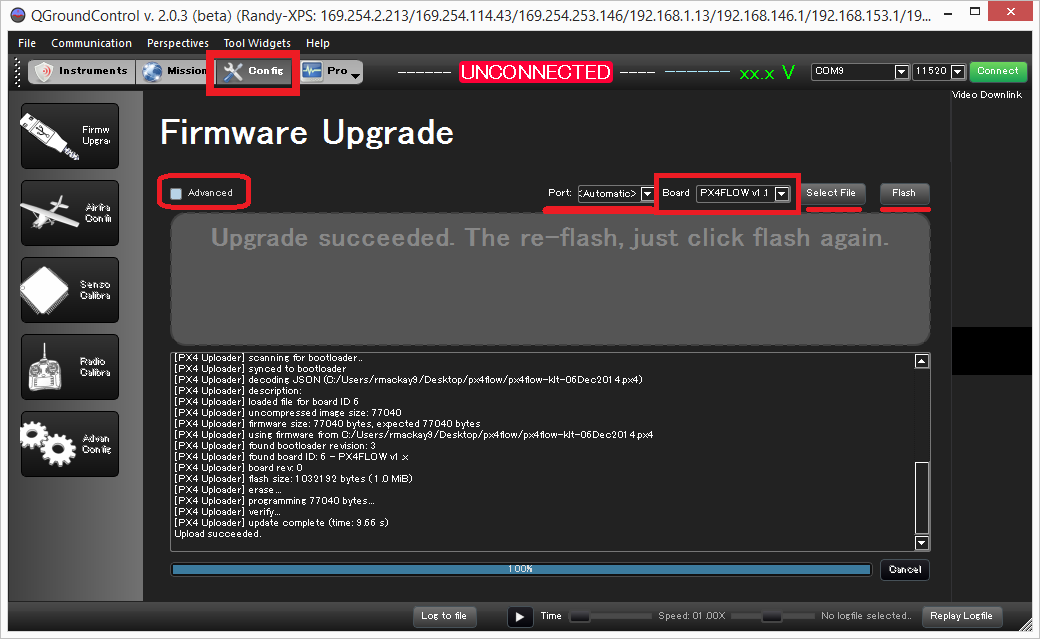 QGroundControl v. 2.0.3 (beta) (Randy-XPS: 169.254.2.213/169.254.114.43/169.254.253.146/192.168.1.13/192.168.146.1/192.168.153.1/19...
File Communication Perspectives Tool Widgets Help
Instruments Mission Config Pro ------ UNCONNECTED ---- ------- xx.x V COM9 11520 Connect
Video Downlink
Firmware Upgrade
Firmw
Upgra
Advanced Port: <Automatic> Board PX4FLOW v1.1 Select File Flash
Airfra
Confi
Upgrade succeeded. The re-flash, just click flash again.
Senso
Calibra
Radio
Calibra
Advan
Config
[PX4 Uploader] scanning for bootloader..
[PX4 Uploader] synced to bootloader
[PX4 Uploader] decoding JSON (C:/Users/rmackay9/Desktop/px4flow/px4flow-klt-06Dec2014.px4)
[PX4 Uploader] description:
[PX4 Uploader] loaded file for board ID 6
[PX4 Uploader] uncompressed image size: 77040
[PX4 Uploader] firmware size: 77040 bytes, expected 77040 bytes
[PX4 Uploader] using firmware from C:/Users/rmackay9/Desktop/px4flow/px4flow-klt-06Dec2014.px4
[PX4 Uploader] found bootloader revision: 3
[PX4 Uploader] found board ID: 6 - PX4FLOW v1.x
[PX4 Uploader] board rev: 0
[PX4 Uploader] flash size: 1032192 bytes (1.0 MiB)
[PX4 Uploader] erase...
[PX4 Uploader] programming 77040 bytes...
[PX4 Uploader] verify...
[PX4 Uploader] update complete (time: 9.66 s)
Upload succeeded.
100% Cancel
Log to file Time Speed: 01.00X No logfile selected.. Replay Logfile